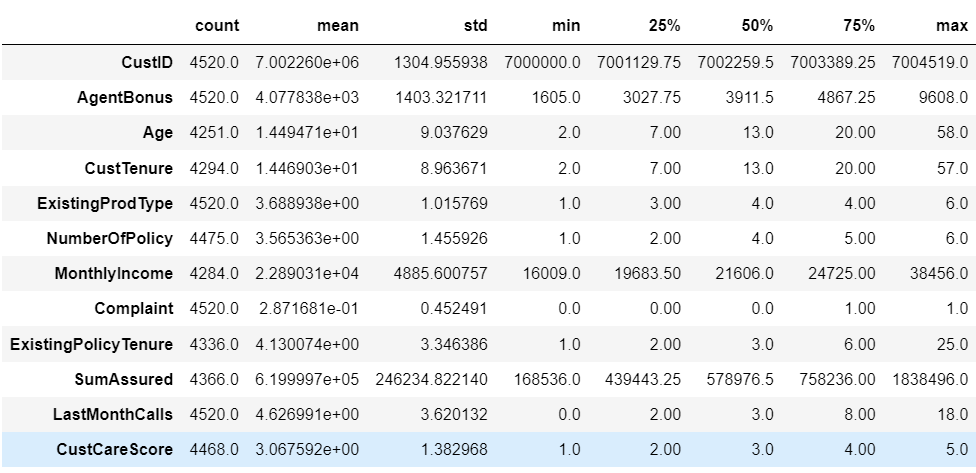 count mean std min 25% 50% 75% max
CustID 4520.0 7.002260e+06 1304.955938 7000000.0 7001129.75 7002259.5 7003389.25 7004519.0
AgentBonus 4520.0 4.077838e+03 1403.321711 1605.0 3027.75 3911.5 4867.25 9608.0
Age 4251.0 1.449471e+01 9.037629 2.0 7.00 13.0 20.00 58.0
CustTenure 4294.0 1.446903e+01 8.963671 2.0 7.00 13.0 20.00 57.0
ExistingProdType 4520.0 3.688938e+00 1.015769 1.0 3.00 4.0 4.00 6.0
NumberOfPolicy 4475.0 3.565363e+00 1.455926 1.0 2.00 4.0 5.00 6.0
MonthlyIncome 4284.0 2.289031e+04 4885.600757 16009.0 19683.50 21606.0 24725.00 38456.0
Complaint 4520.0 2.871681e-01 0.452491 0.0 0.00 0.0 1.00 1.0
ExistingPolicyTenure 4336.0 4.130074e+00 3.346386 1.0 2.00 3.0 6.00 25.0
SumAssured 4366.0 6.199997e+05 246234.822140 168536.0 439443.25 578976.5 758236.00 1838496.0
LastMonthCalls 4520.0 4.626991e+00 3.620132 0.0 2.00 3.0 8.00 18.0
CustCareScore 4468.0 3.067592e+00 1.382968 1.0 2.00 3.0 4.00 5.0